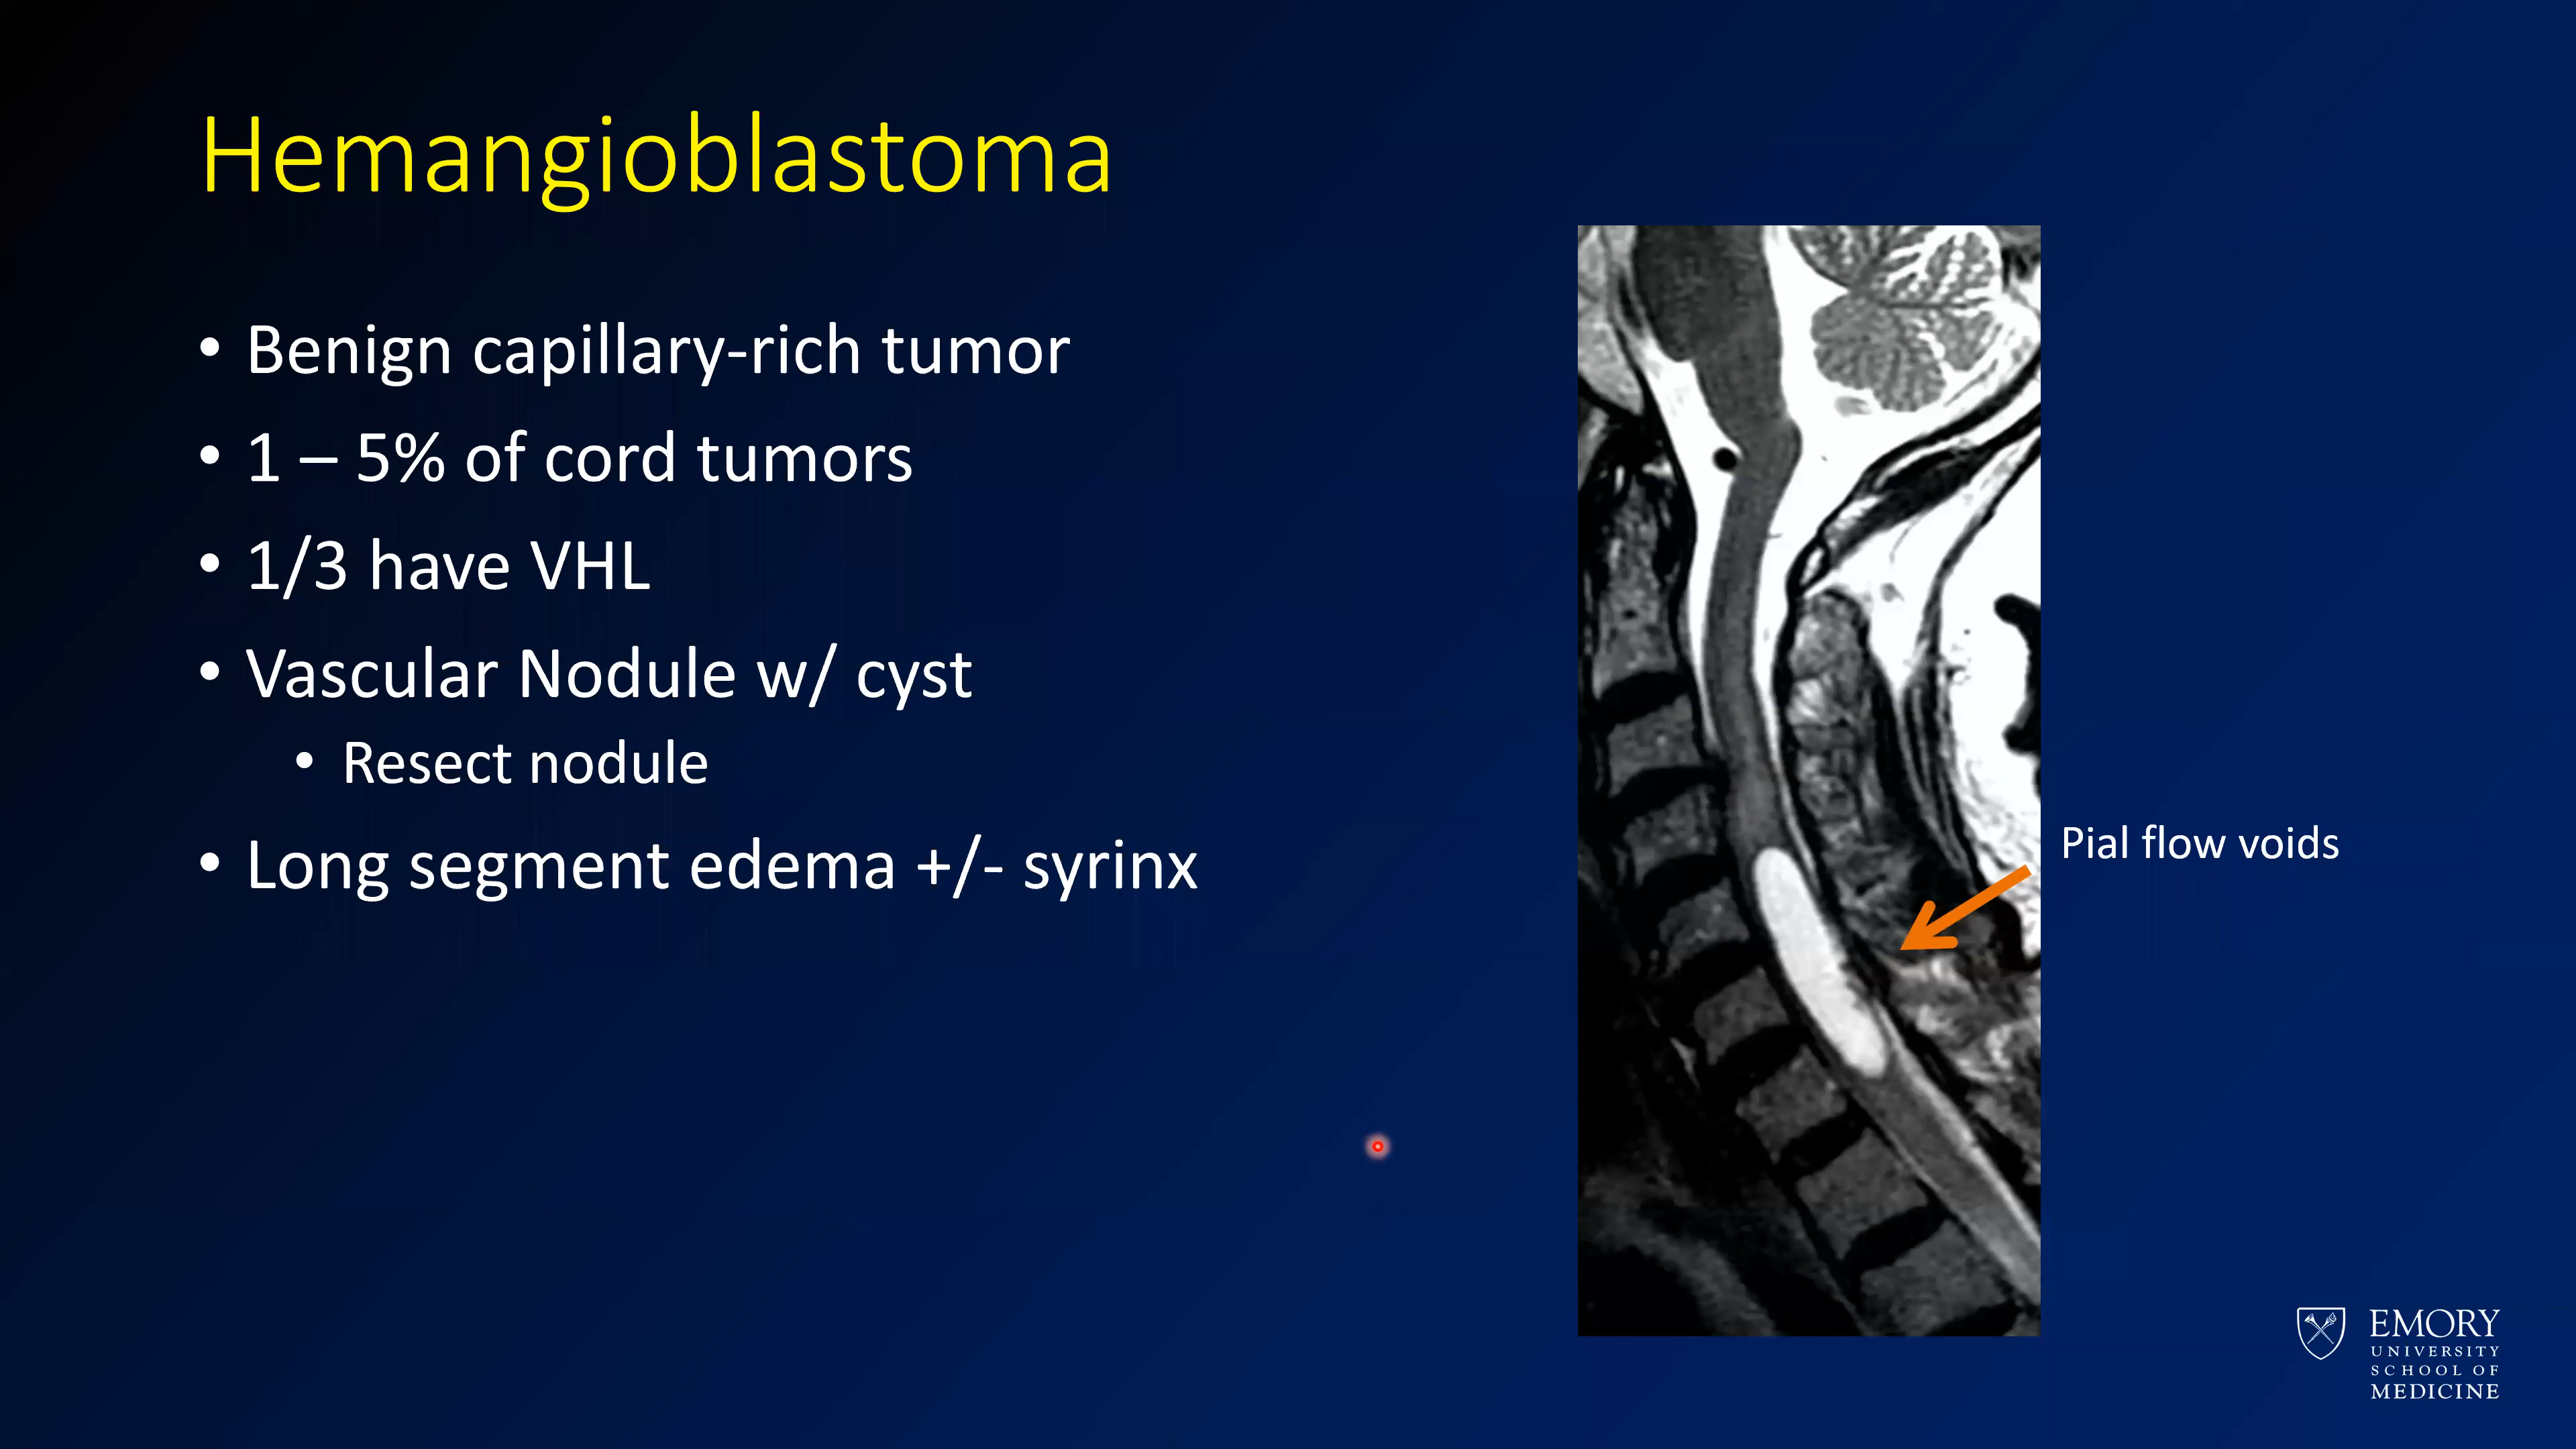 Hemangioblastoma
• Benign capillary-rich tumor
• 1 – 5% of cord tumors
• 1/3 have VHL
• Vascular Nodule w/ cyst
• Resect nodule
• Long segment edema +/- syrinx
Pial flow voids
EMORY
UNIVERSITY
SCHOOL OF
MEDICINE